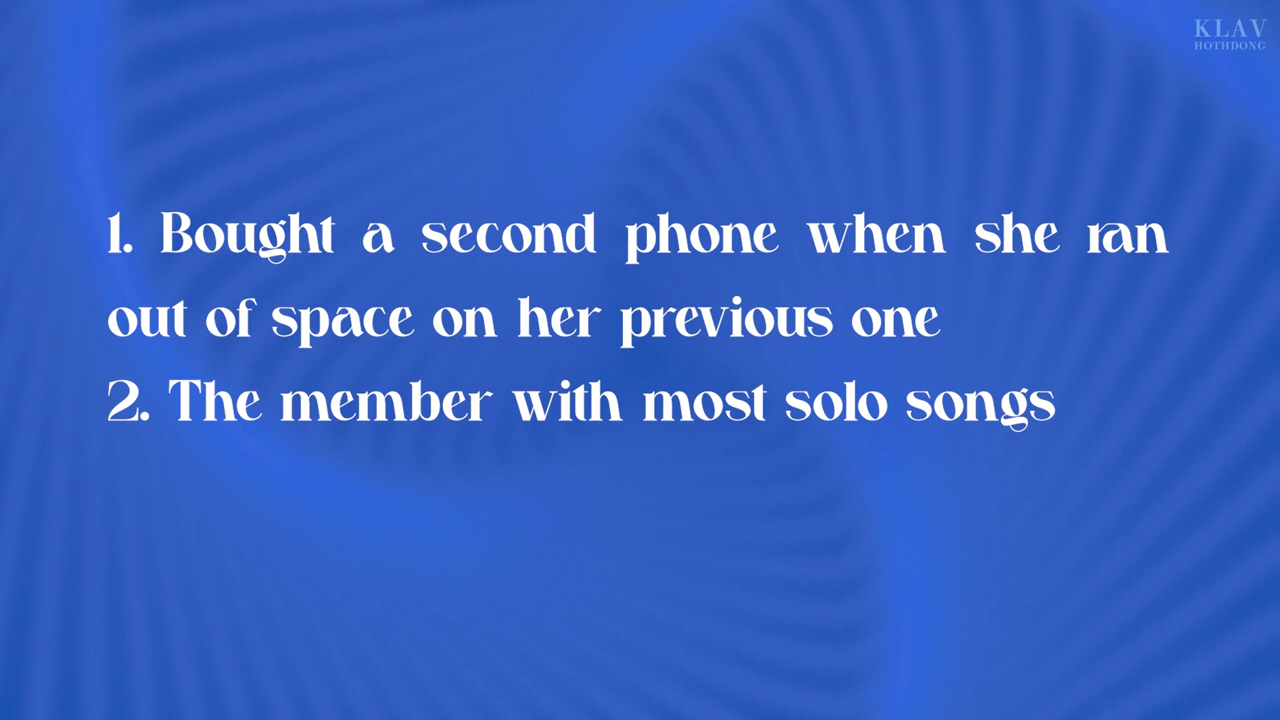 KLAV
HOTHDONG
1. Bought a second phone when she ran
out of space on her previous one
2. The member with most solo songs